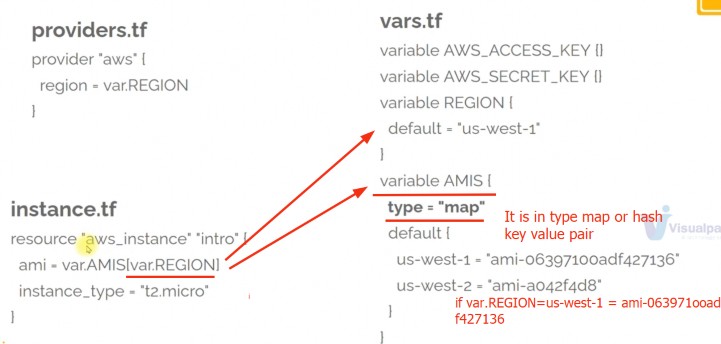 providers.tf
provider "aws" {
region = var.REGION
}
instance.tf
resource "aws_instance" "intro" {
ami = var.AMIS[var.REGION]
instance_type = "t2.micro"
}
vars.tf
variable AWS_ACCESS_KEY {}
variable AWS_SECRET_KEY {}
variable REGION {
default = "us-west-1"
}
variable AMIS {
type = "map"
default {
us-west-1 = "ami-06397100adf427136"
us-west-2 = "ami-a042f4d8"
}
}
It is in type map or hash
key value pair
if var.REGION=us-west-1 = ami-063971ooad
f427136
Visualpa